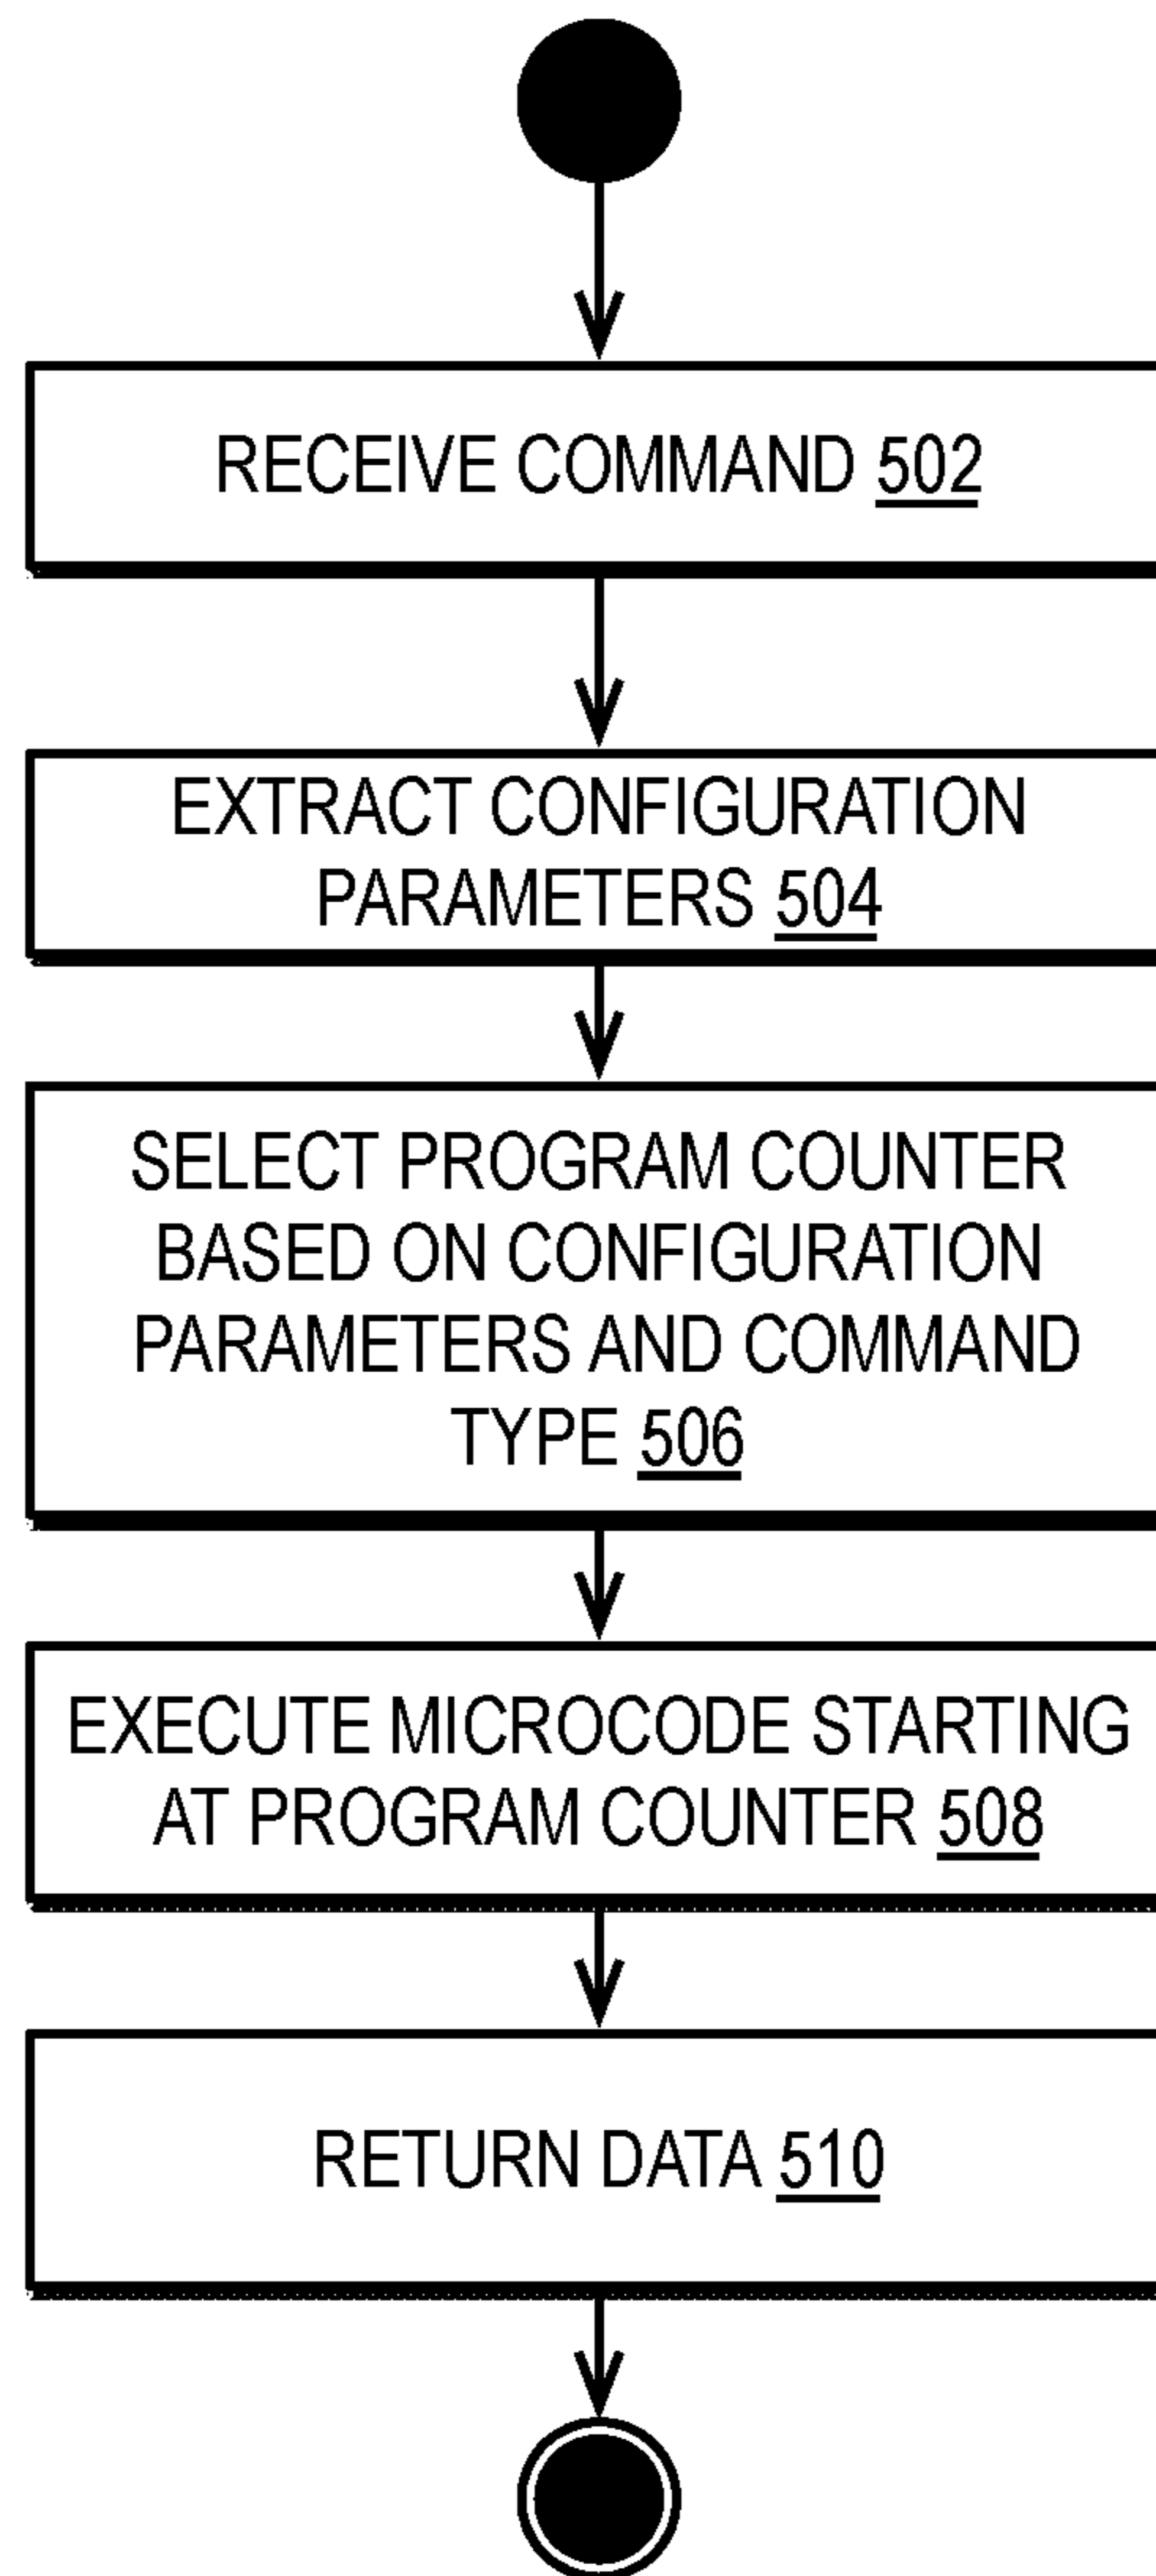 RECEIVE COMMAND 502
EXTRACT CONFIGURATION
PARAMETERS 504
SELECT PROGRAM COUNTER
BASED ON CONFIGURATION
PARAMETERS AND COMMAND
TYPE 506
EXECUTE MICROCODE STARTING
AT PROGRAM COUNTER 508
RETURN DATA 510